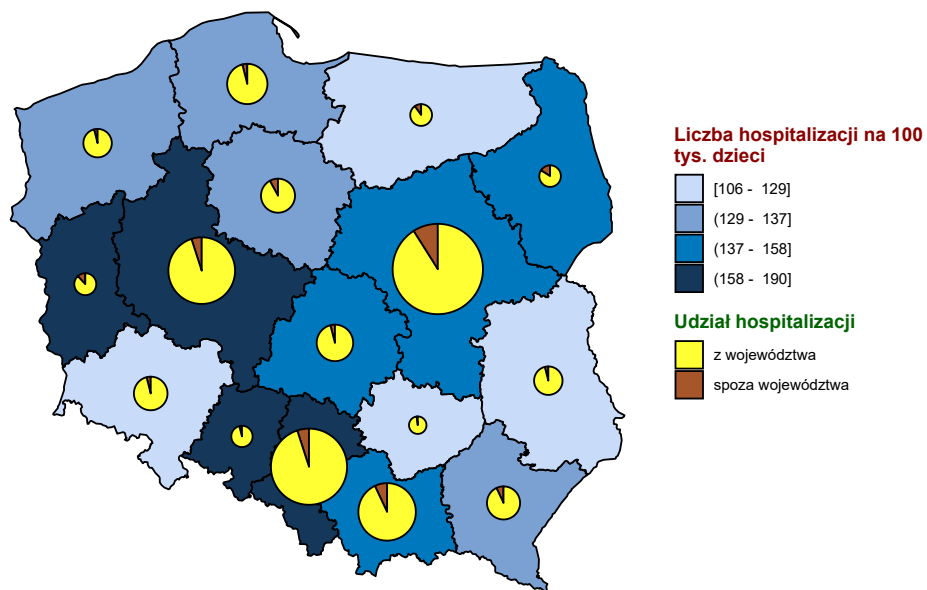 Liczba hospitalizacji na 100
tys. dzieci
[106 - 129]
(129 - 137]
(137 - 158]
(158 - 190]
Udział hospitalizacji
z województwa
spoza województwa